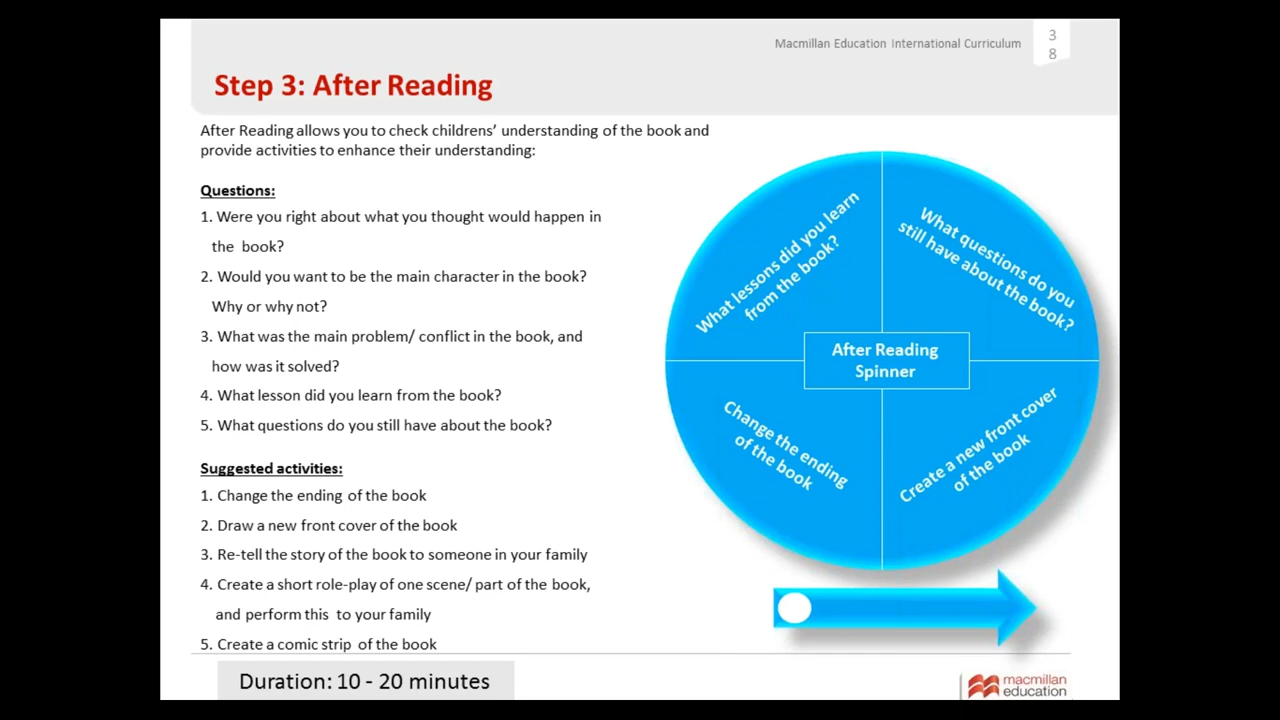 Macmillan Education International Curriculum
3
8
Step 3: After Reading
After Reading allows you to check childrens’ understanding of the book and
provide activities to enhance their understanding:
Questions:
1. Were you right about what you thought would happen in
the book?
2. Would you want to be the main character in the book?
Why or why not?
3. What was the main problem/ conflict in the book, and
how was it solved?
4. What lesson did you learn from the book?
5. What questions do you still have about the book?
Suggested activities:
1. Change the ending of the book
2. Draw a new front cover of the book
3. Re-tell the story of the book to someone in your family
4. Create a short role-play of one scene/ part of the book,
and perform this to your family
5. Create a comic strip of the book
Duration: 10 - 20 minutes
What lessons did you learn
from the book?
What questions do you
still have about the book?
After Reading
Spinner
Change the ending
of the book
Create a new front cover
of the book
macmillan
education